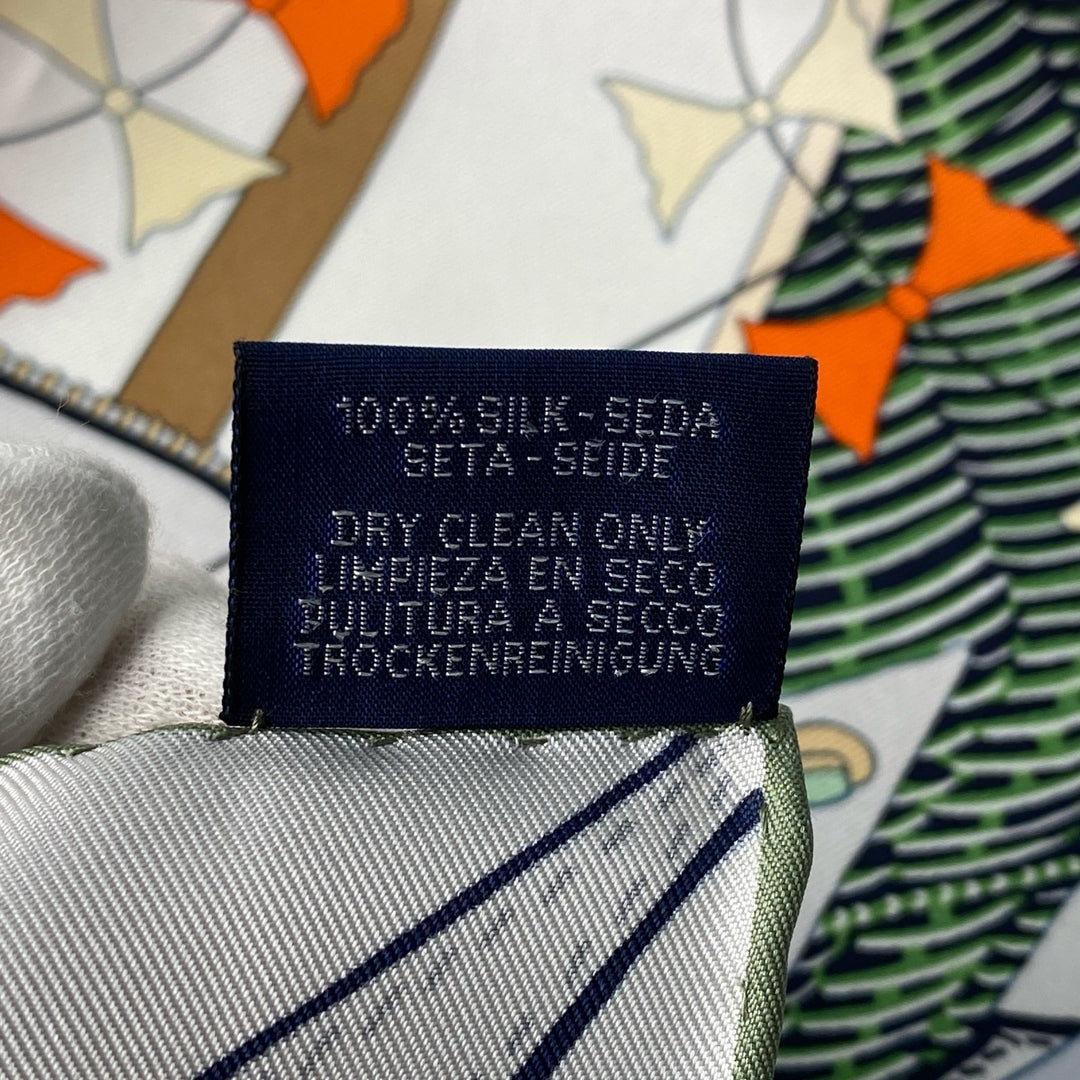 100% SILK - SEDA
SETA - SEIDE
DRY CLEAN ONLY
LIMPIEZA EN SECO
PULITURA A SECCO
TROCKENREINIGUNG